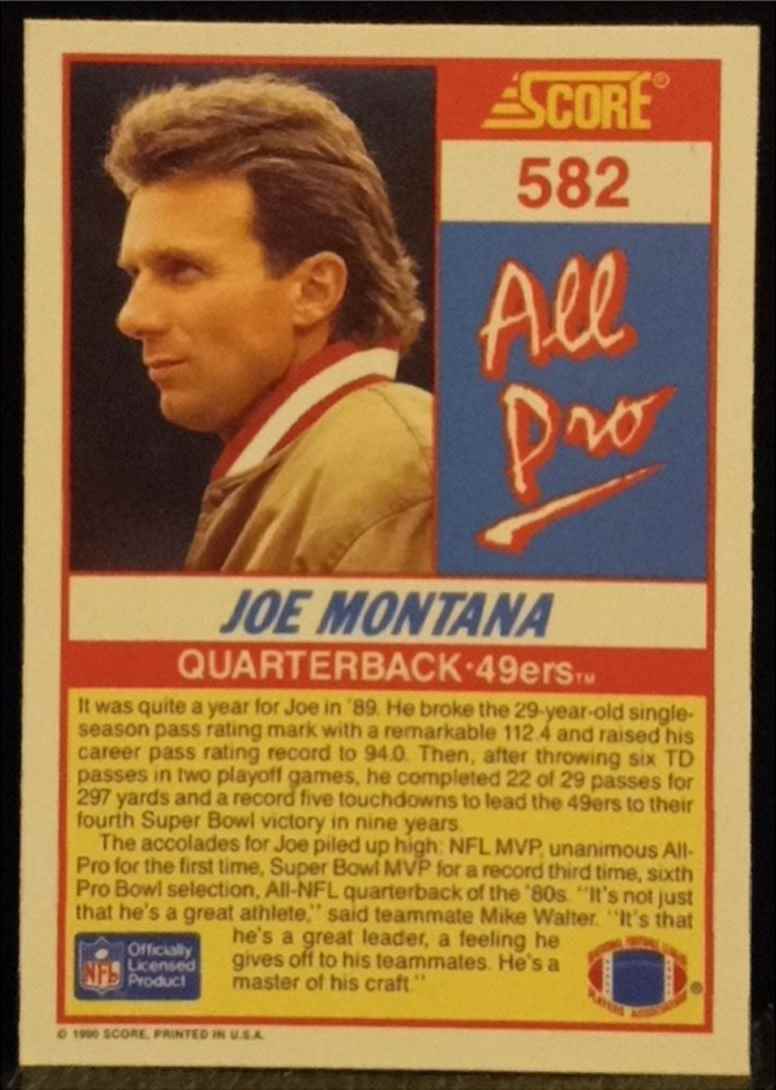 SCORE®
582
All
Pro
JOE MONTANA
QUARTERBACK·49ers™
It was quite a year for Joe in '89. He broke the 29-year-old single-
season pass rating mark with a remarkable 112.4 and raised his
career pass rating record to 94.0. Then, after throwing six TD
passes in two playoff games, he completed 22 of 29 passes for
297 yards and a record five touchdowns to lead the 49ers to their
fourth Super Bowl victory in nine years.
The accolades for Joe piled up high: NFL MVP, unanimous All-
Pro for the first time, Super Bowl MVP for a record third time, sixth
Pro Bowl selection, All-NFL quarterback of the '80s. "It's not just
that he's a great athlete," said teammate Mike Walter. "It's that
he's a great leader, a feeling he
gives off to his teammates. He's a
master of his craft."
NFL
Officially
Licensed
Product
NATIONAL FOOTBALL LEAGUE
PLAYERS ASSOCIATION
®
© 1990 SCORE, PRINTED IN U.S.A.